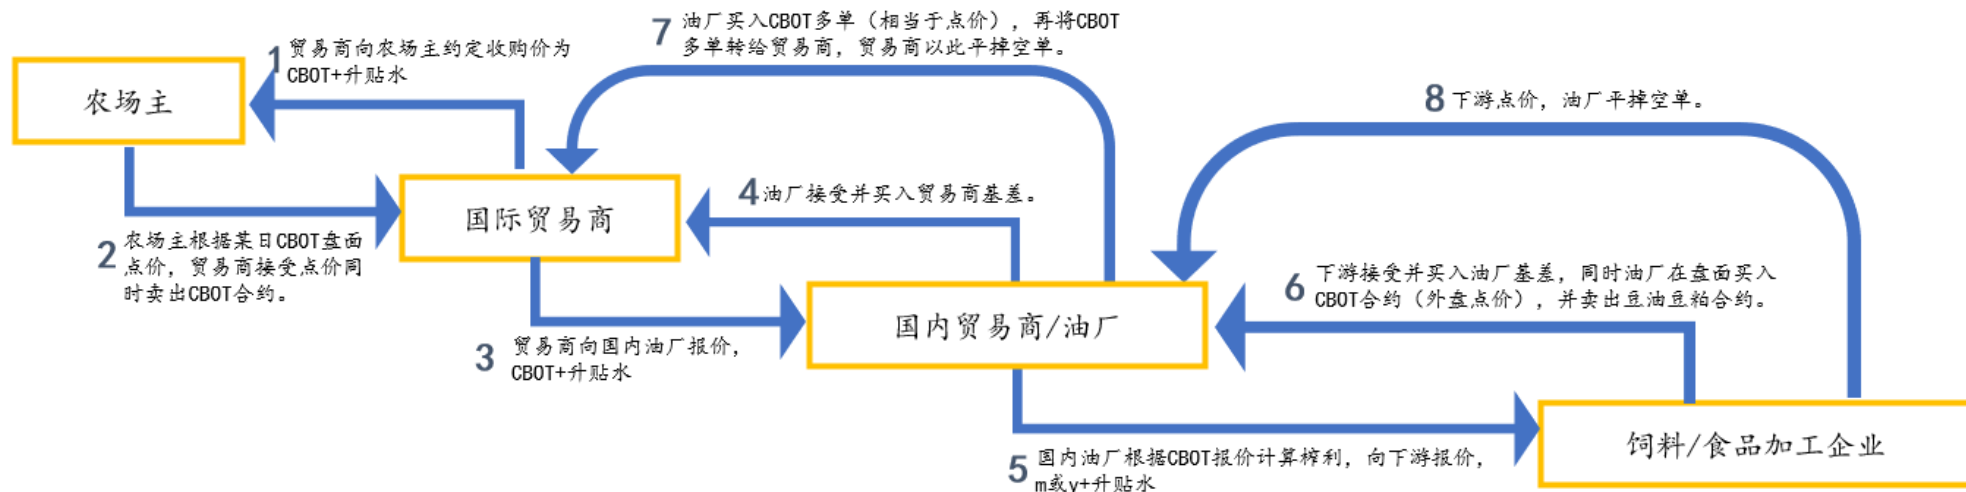 农场主
1 贸易商向农场主约定收购价为
CBOT+升贴水
2 农场主根据某日CBOT盘面
点价，贸易商接受点价同
时卖出CBOT合约。
国际贸易商
3 贸易商向国内油厂报价，
CBOT+升贴水
4 油厂接受并买入贸易商基差。
国内贸易商/油厂
5 国内油厂根据CBOT报价计算榨利，向下游报价，
m或y+升贴水
6 下游接受并买入油厂基差，同时油厂在盘面买入
CBOT合约（外盘点价），并卖出豆油豆粕合约。
7 油厂买入CBOT多单（相当于点价），再将CBOT
多单转给贸易商，贸易商以此平掉空单。
8 下游点价，油厂平掉空单。
饲料/食品加工企业